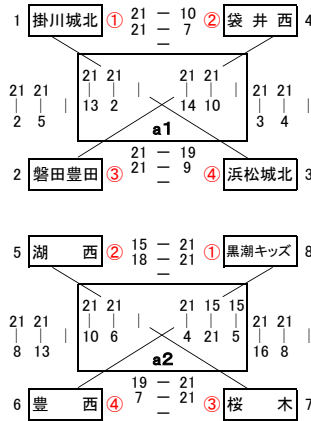 1 掛川城北 ① 21 － 10 ② 袋井西 4
21 － 7
－
21 21 21 21
21 21 | | | | | 21 21
| | | 13 2 14 10 | | |
2 5 a1 3 4
21 － 19
2 磐田豊田 ③ 21 － 9 ④ 浜松城北 3
－
5 湖西 ② 15 － 21 ① 黒潮キッズ 8
18 － 21
－
21 21 21 15 15
21 21 | | | | | | 21 21
| | | 10 6 4 21 5 | | |
8 13 a2 16 8
19 － 21
6 豊西 ④ 7 － 21 ③ 桜木 7
－